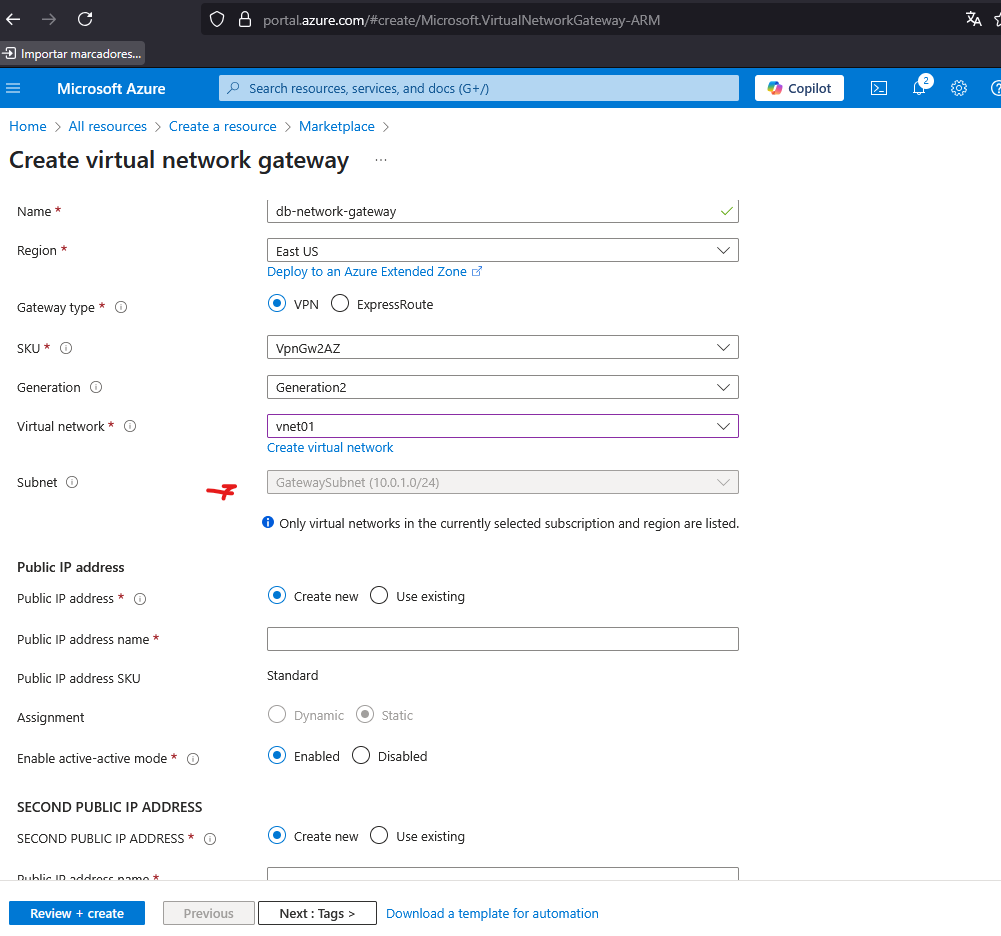 portal.azure.com/#create/Microsoft.VirtualNetworkGateway-ARM
Importar marcadores...
Microsoft Azure
Search resources, services, and docs (G+/)
Copilot
2
Home > All resources > Create a resource > Marketplace >
Create virtual network gateway ...
Name *
db-network-gateway
Region *
East US
Deploy to an Azure Extended Zone
Gateway type *
VPN
ExpressRoute
SKU *
VpnGw2AZ
Generation
Generation2
Virtual network *
vnet01
Create virtual network
Subnet
GatewaySubnet (10.0.1.0/24)
Only virtual networks in the currently selected subscription and region are listed.
Public IP address
Public IP address *
Create new
Use existing
Public IP address name *
Public IP address SKU
Standard
Assignment
Dynamic
Static
Enable active-active mode *
Enabled
Disabled
SECOND PUBLIC IP ADDRESS
SECOND PUBLIC IP ADDRESS *
Create new
Use existing
Public IP address name *
Review + create
Previous
Next : Tags >
Download a template for automation